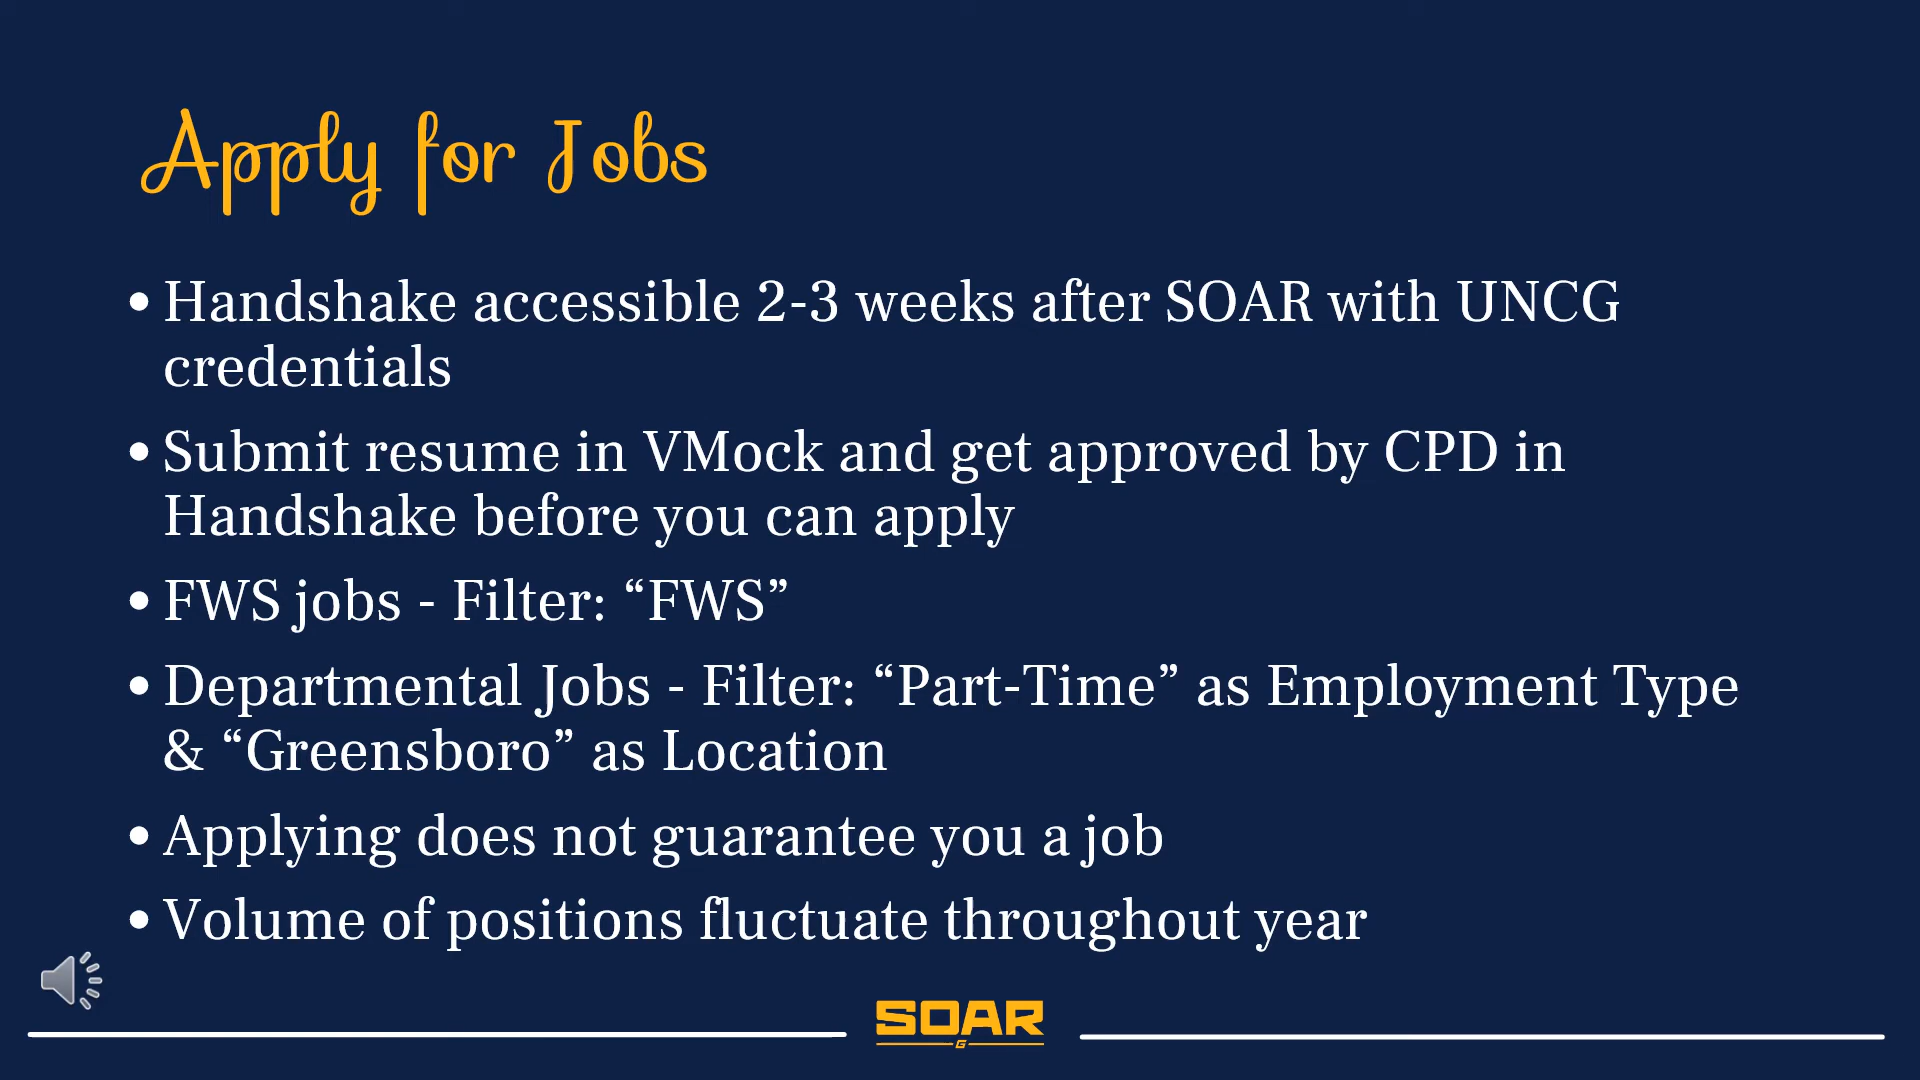 Apply for Jobs
• Handshake accessible 2-3 weeks after SOAR with UNCG
credentials
• Submit resume in VMock and get approved by CPD in
Handshake before you can apply
• FWS jobs - Filter: “FWS”
• Departmental Jobs - Filter: “Part-Time” as Employment Type
& “Greensboro” as Location
• Applying does not guarantee you a job
• Volume of positions fluctuate throughout year
SOAR
G